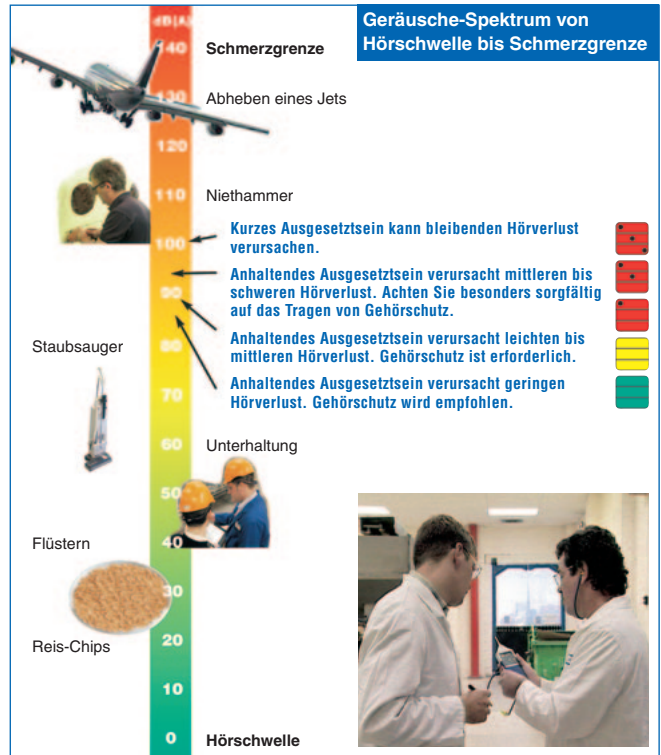 Geräusche-Spektrum von
Hörschwelle bis Schmerzgrenze
dB(A)
140
Schmerzgrenze
130
Abheben eines Jets
120
110
Niethammer
100
Kurzes Ausgesetztsein kann bleibenden Hörverlust
verursachen.
Anhaltendes Ausgesetztsein verursacht mittleren bis
schweren Hörverlust. Achten Sie besonders sorgfältig
auf das Tragen von Gehörschutz.
90
Anhaltendes Ausgesetztsein verursacht leichten bis
mittleren Hörverlust. Gehörschutz ist erforderlich.
Staubsauger
80
Anhaltendes Ausgesetztsein verursacht geringen
Hörverlust. Gehörschutz wird empfohlen.
70
60
Unterhaltung
50
40
Flüstern
30
20
Reis-Chips
10
0
Hörschwelle